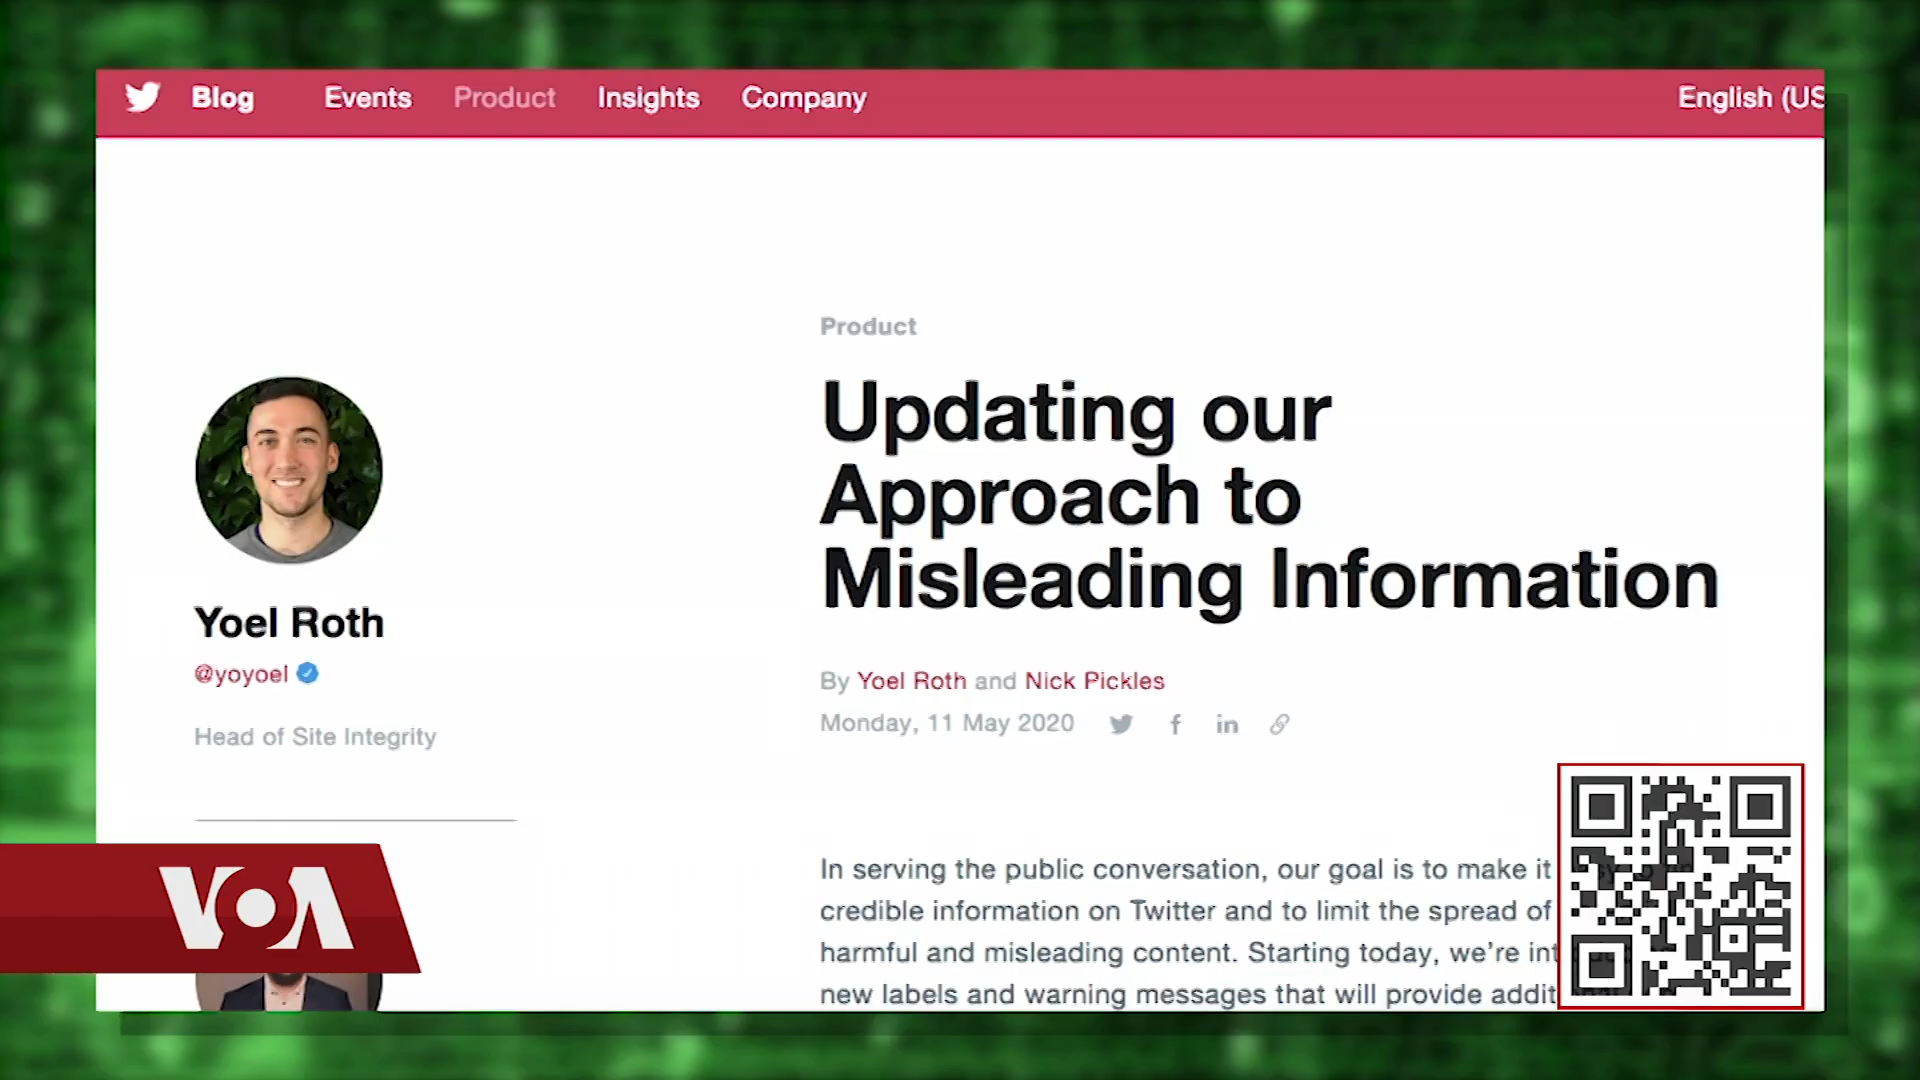 Blog Events Product Insights Company English (US
Product
Updating our
Approach to
Misleading Information
Yoel Roth
@yoyoel
Head of Site Integrity
By Yoel Roth and Nick Pickles
Monday, 11 May 2020
In serving the public conversation, our goal is to make it
credible information on Twitter and to limit the spread of
harmful and misleading content. Starting today, we're
new labels and warning messages that will provide
VOA